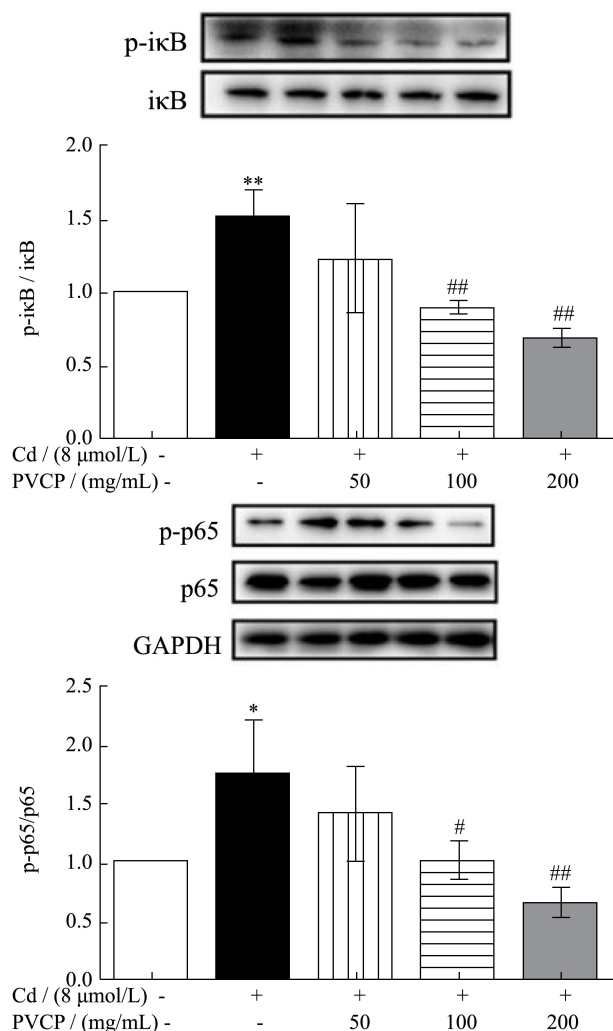 p-iκB
iκB
2.0
**
1.5
##
1.0
##
0.5
0.0
p-iκB / iκB
Cd / (8 μmol/L) - + + + +
PVCP / (mg/mL) - - 50 100 200
p-p65
p65
GAPDH
2.5
*
2.0
1.5
#
1.0
##
0.5
0.0
p-p65/p65
Cd / (8 μmol/L) - + + + +
PVCP / (mg/mL) - - 50 100 200